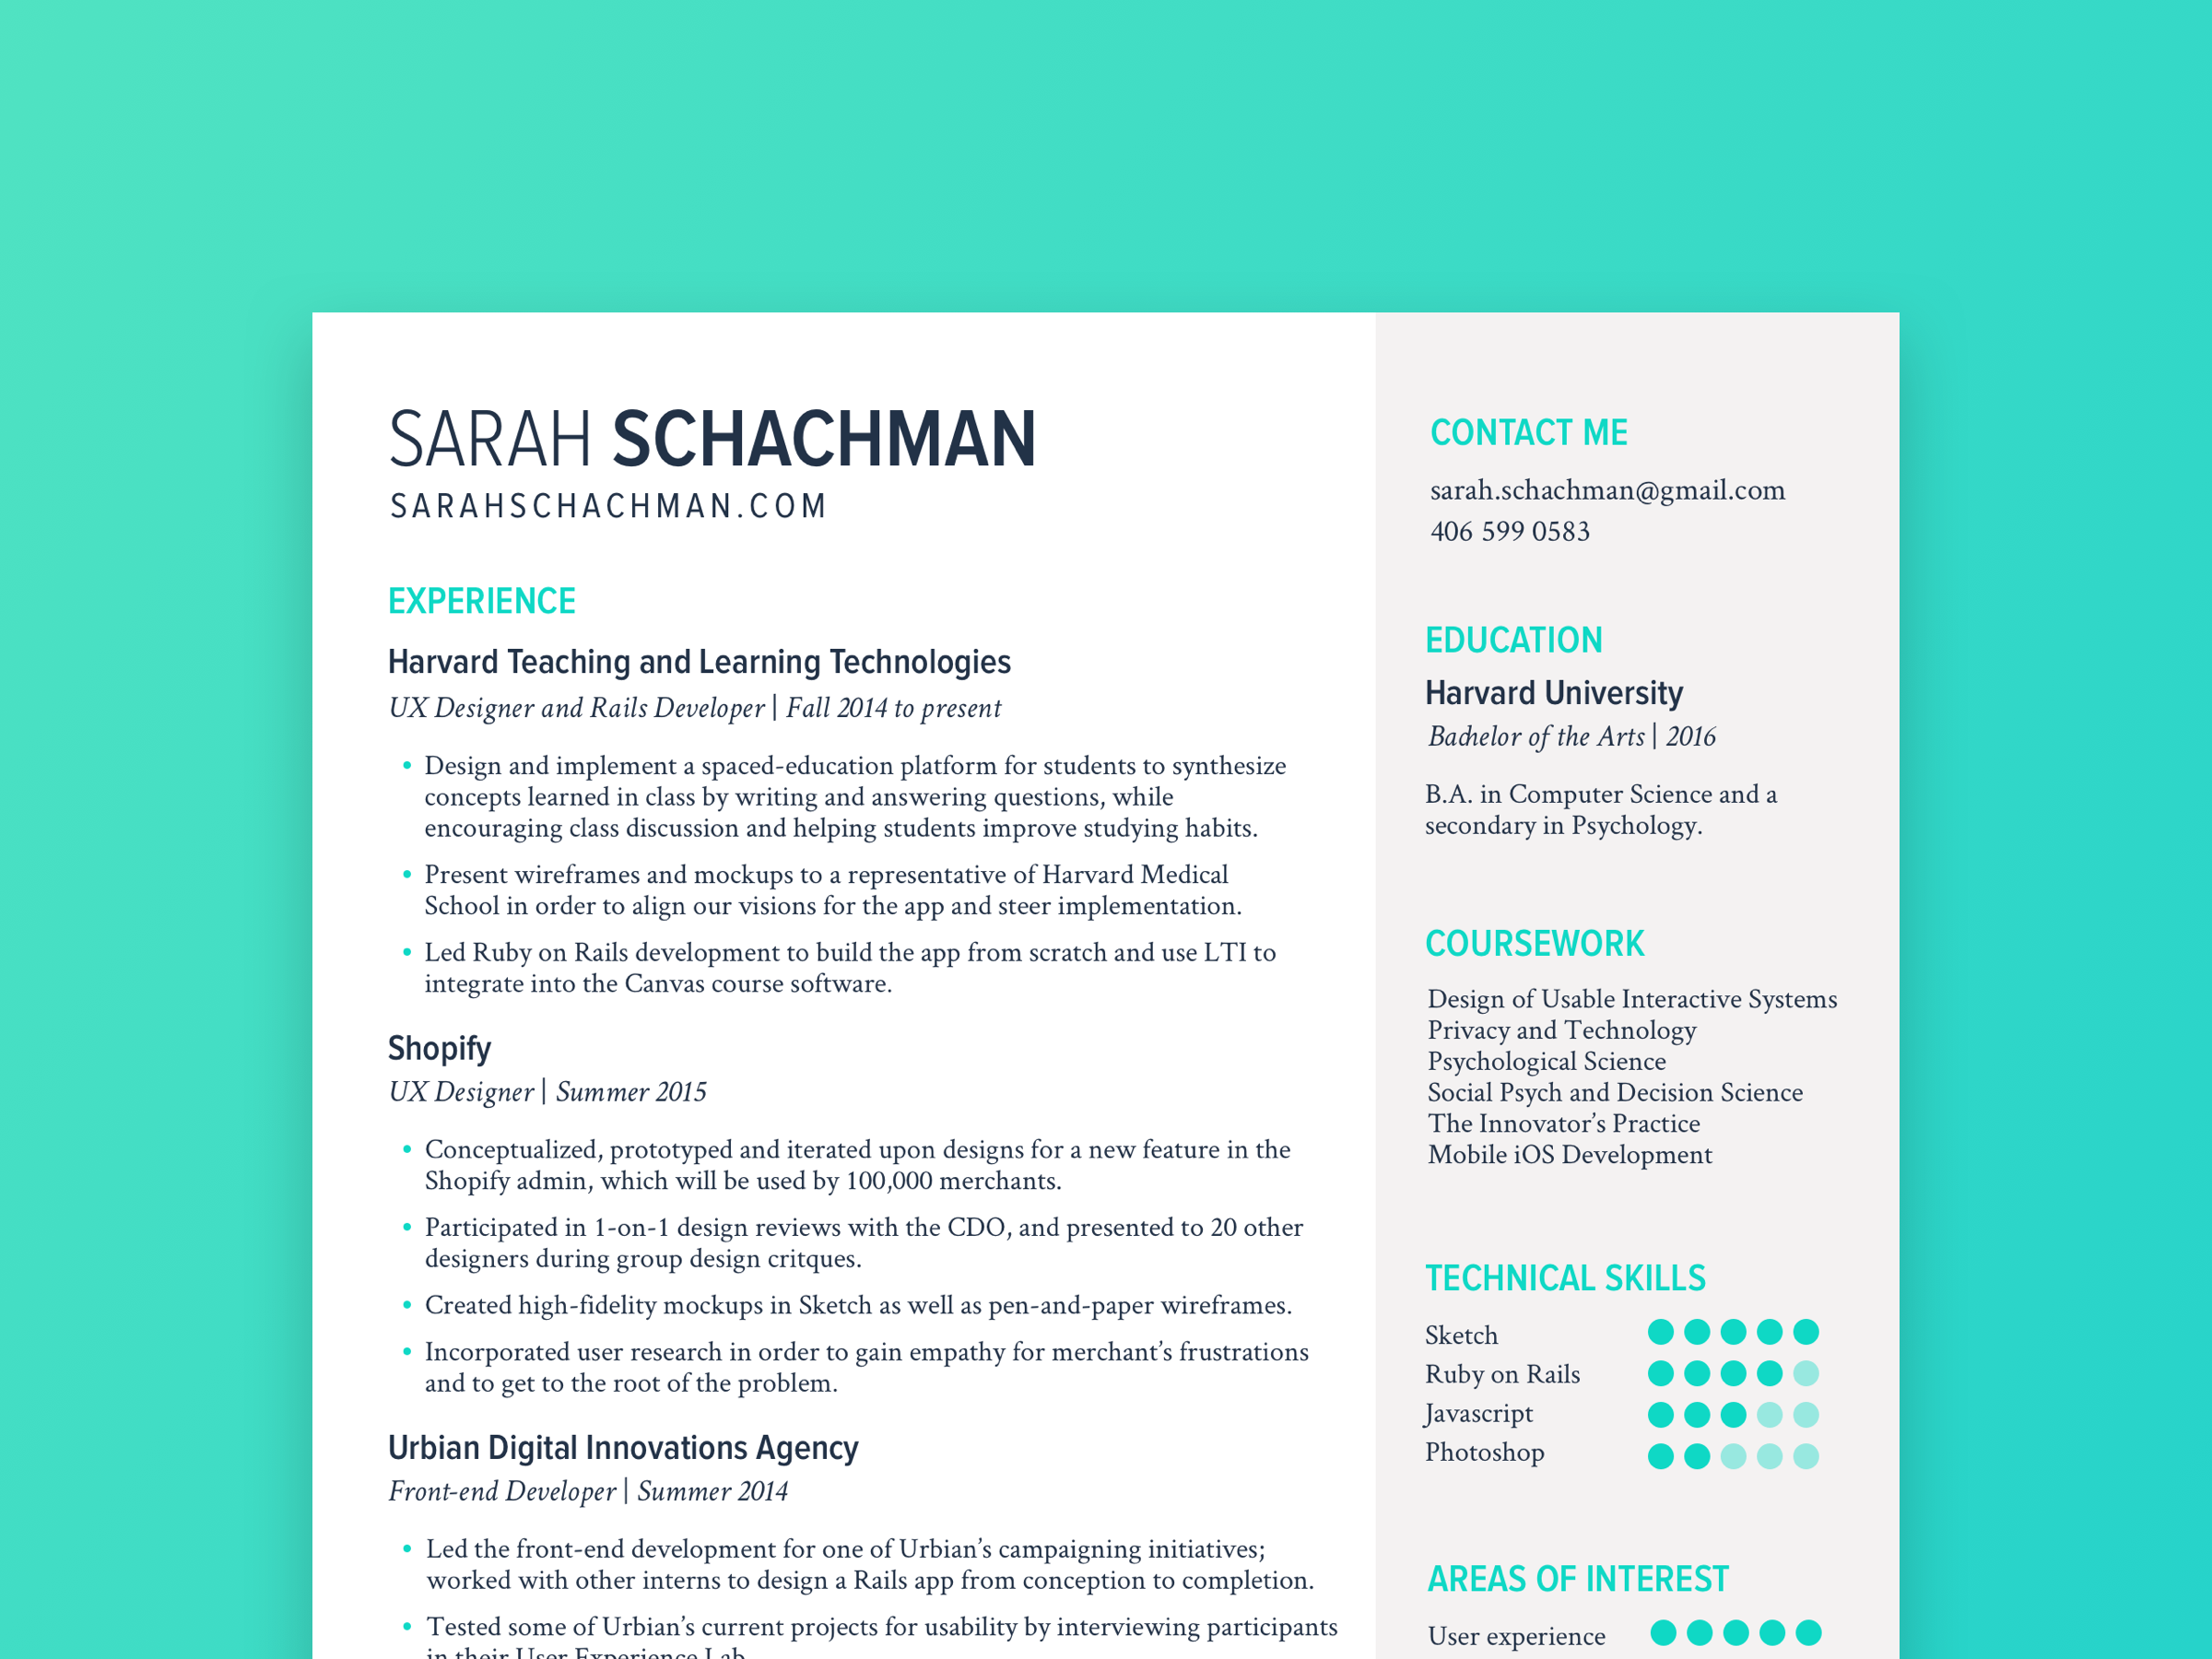 SARAH SCHACHMAN
SARAHSCHACHMAN.COM
EXPERIENCE
Harvard Teaching and Learning Technologies
UX Designer and Rails Developer | Fall 2014 to present
• Design and implement a spaced-education platform for students to synthesize
concepts learned in class by writing and answering questions, while
encouraging class discussion and helping students improve studying habits.
• Present wireframes and mockups to a representative of Harvard Medical
School in order to align our visions for the app and steer implementation.
• Led Ruby on Rails development to build the app from scratch and use LTI to
integrate into the Canvas course software.
Shopify
UX Designer | Summer 2015
• Conceptualized, prototyped and iterated upon designs for a new feature in the
Shopify admin, which will be used by 100,000 merchants.
• Participated in 1-on-1 design reviews with the CDO, and presented to 20 other
designers during group design critques.
• Created high-fidelity mockups in Sketch as well as pen-and-paper wireframes.
• Incorporated user research in order to gain empathy for merchant’s frustrations
and to get to the root of the problem.
Urbian Digital Innovations Agency
Front-end Developer | Summer 2014
• Led the front-end development for one of Urbian’s campaigning initiatives;
worked with other interns to design a Rails app from conception to completion.
• Tested some of Urbian’s current projects for usability by interviewing participants
in their User Experience Lab.
CONTACT ME
sarah.schachman@gmail.com
406 599 0583
EDUCATION
Harvard University
Bachelor of the Arts | 2016
B.A. in Computer Science and a
secondary in Psychology.
COURSEWORK
Design of Usable Interactive Systems
Privacy and Technology
Psychological Science
Social Psych and Decision Science
The Innovator’s Practice
Mobile iOS Development
TECHNICAL SKILLS
Sketch
Ruby on Rails
Javascript
Photoshop
AREAS OF INTEREST
User experience